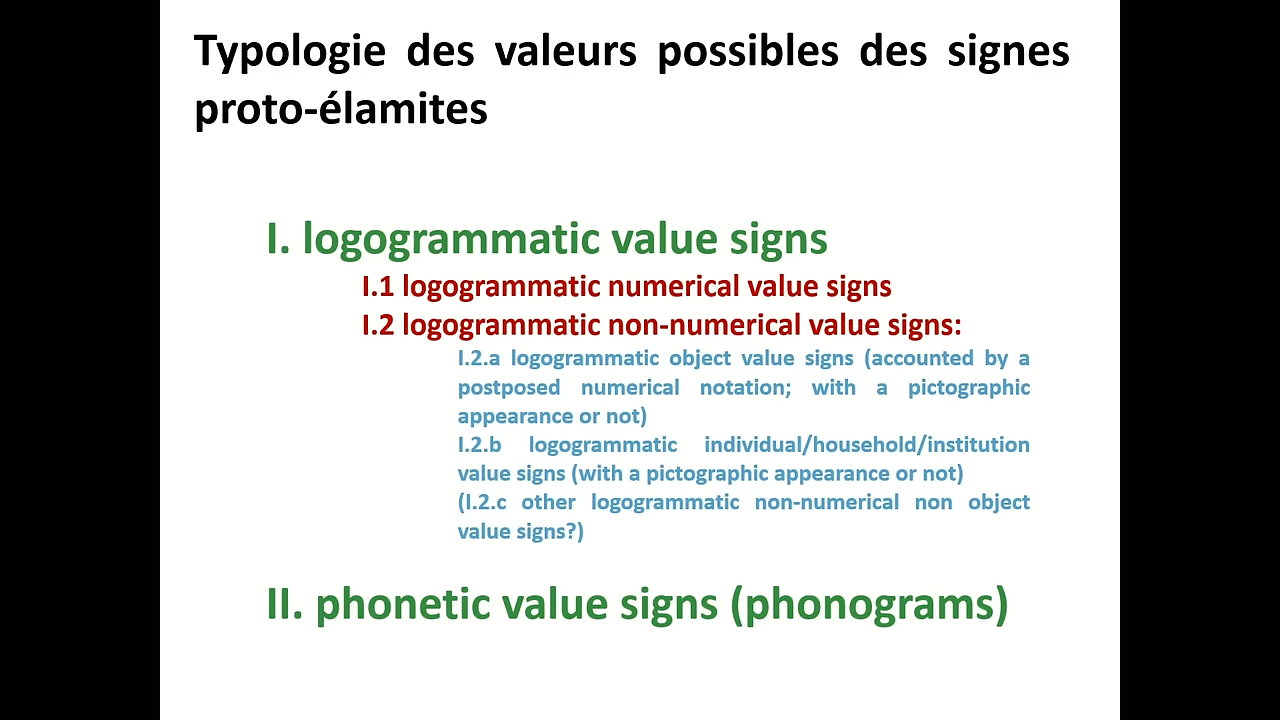 Typologie des valeurs possibles des signes
proto-élamites
I. logogrammatic value signs
I.1 logogrammatic numerical value signs
I.2 logogrammatic non-numerical value signs:
I.2.a logogrammatic object value signs (accounted by a
postposed numerical notation; with a pictographic
appearance or not)
I.2.b logogrammatic individual/household/institution
value signs (with a pictographic appearance or not)
(I.2.c other logogrammatic non-numerical non object
value signs?)
II. phonetic value signs (phonograms)